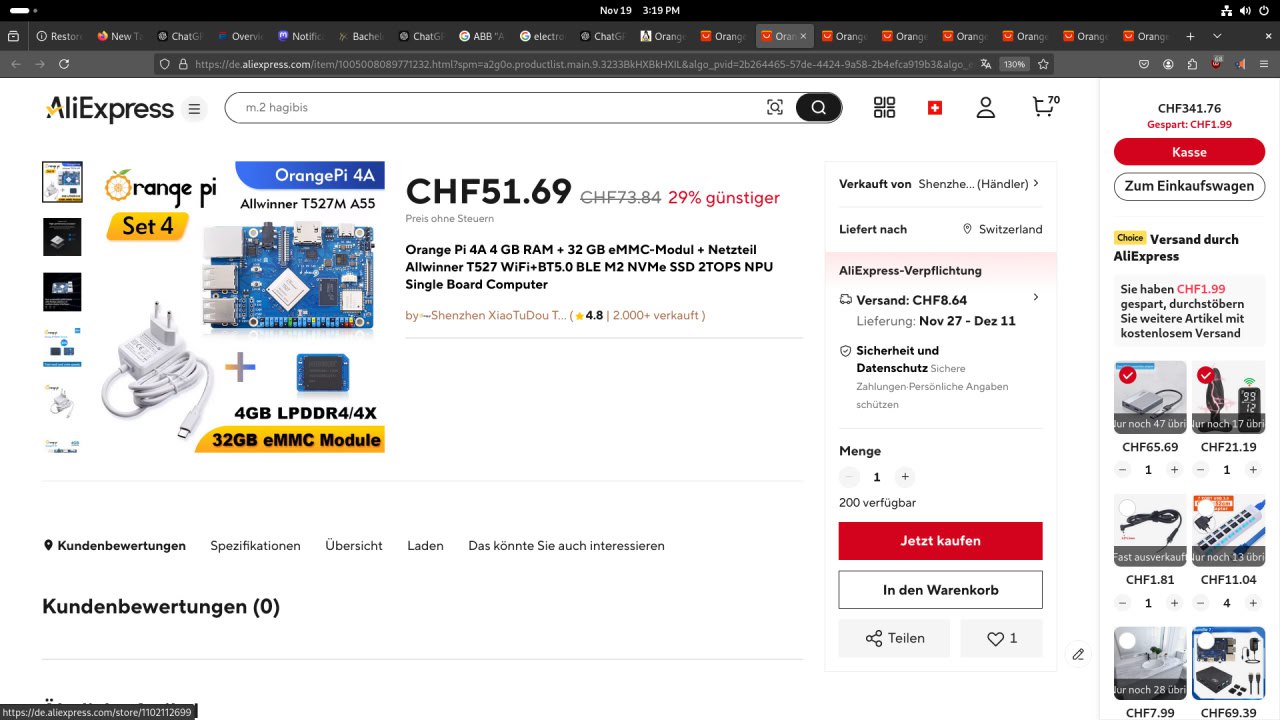 Nov 19 3:19 PM
Restore
New T
ChatGP
Overvie
Notific
Bachel
ChatGP
ABB "A
electro
ChatGP
Orange
Orange
Oran
Orange
Orange
Orange
Orange
Orange
Orange
https://de.aliexpress.com/item/1005008089771232.html?spm=a2g0o.productlist.main.9.3233BkHXBkHXIL&algo_pvid=2b264465-57de-4424-9a58-2b4efca919b3&algo_e
130%
AliExpress
m.2 hagibis
70
CHF341.76
Gespart: CHF1.99
Kasse
Zum Einkaufswagen
Choice Versand durch
AliExpress
Sie haben CHF1.99
gespart, durchstöbern
Sie weitere Artikel mit
kostenlosem Versand
Nur noch 47 übri
Nur noch 17 übri
CHF65.69
CHF21.19
− 1 +
− 1 +
Fast ausverkauft
Nur noch 13 übri
CHF1.81
CHF11.04
− 1 +
− 4 +
Nur noch 28 übri
CHF7.99
CHF69.39
Orange pi
OrangePi 4A
Allwinner T527M A55
Set 4
4GB LPDDR4/4X
32GB eMMC Module
CHF51.69 CHF73.84 29% günstiger
Preis ohne Steuern
Orange Pi 4A 4 GB RAM + 32 GB eMMC-Modul + Netzteil
Allwinner T527 WiFi+BT5.0 BLE M2 NVMe SSD 2TOPS NPU
Single Board Computer
by Shenzhen XiaoTuDou T... ( 4.8 | 2.000+ verkauft )
Verkauft von Shenzhe... (Händler)
Liefert nach Switzerland
AliExpress-Verpflichtung
Versand: CHF8.64
Lieferung: Nov 27 - Dez 11
Sicherheit und
Datenschutz Sichere
Zahlungen·Persönliche Angaben
schützen
Menge
− 1 +
200 verfügbar
Jetzt kaufen
In den Warenkorb
Teilen
1
Kundenbewertungen
Spezifikationen
Übersicht
Laden
Das könnte Sie auch interessieren
Kundenbewertungen (0)
https://de.aliexpress.com/store/1102112699